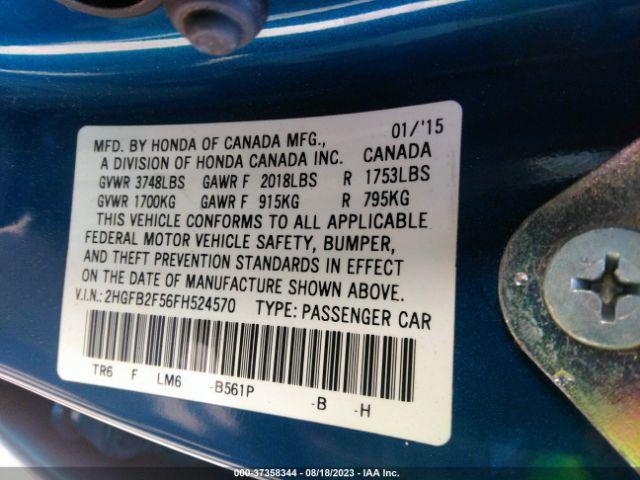 MFD. BY HONDA OF CANADA MFG., 01/'15
A DIVISION OF HONDA CANADA INC. CANADA
GVWR 3748LBS GAWR F 2018LBS R 1753LBS
GVWR 1700KG GAWR F 915KG R 795KG
THIS VEHICLE CONFORMS TO ALL APPLICABLE
FEDERAL MOTOR VEHICLE SAFETY, BUMPER,
AND THEFT PREVENTION STANDARDS IN EFFECT
ON THE DATE OF MANUFACTURE SHOWN ABOVE.
V.I.N.: 2HGFB2F56FH524570 TYPE: PASSENGER CAR
TR6 F LM6 -B561P -B -H
000-37358344 - 08/18/2023 - IAA Inc.